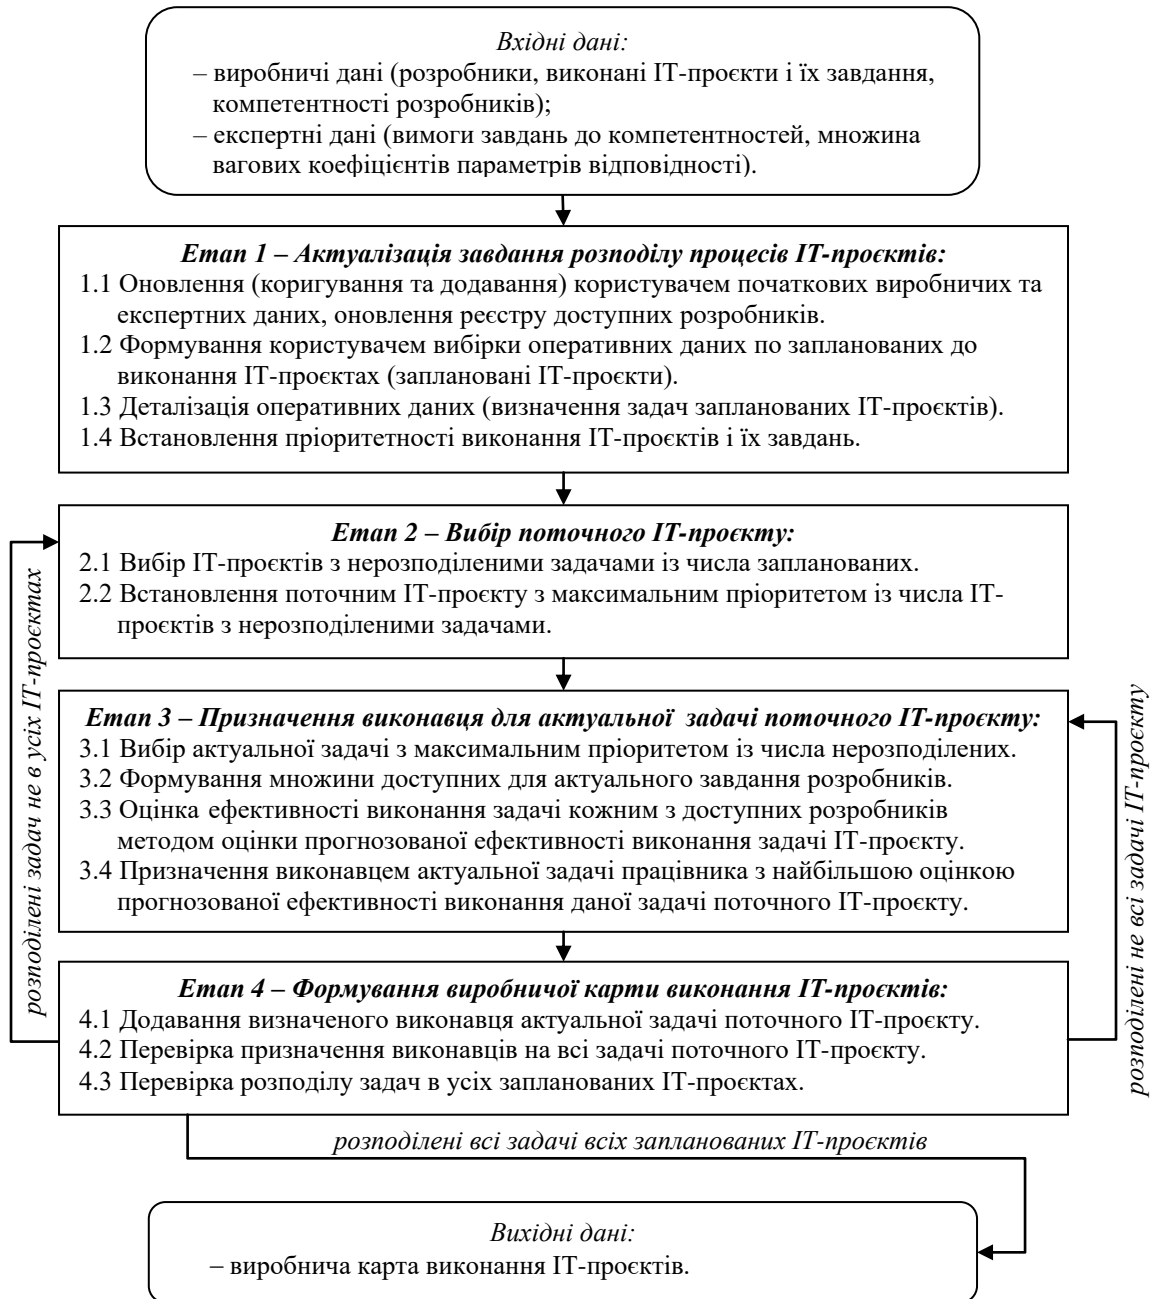 Вхідні дані:
– виробничі дані (розробники, виконані ІТ-проєкти і їх завдання,
компетентності розробників);
– експертні дані (вимоги завдань до компетентностей, множина
вагових коефіцієнтів параметрів відповідності).
Етап 1 – Актуалізація завдання розподілу процесів ІТ-проєктів:
1.1 Оновлення (коригування та додавання) користувачем початкових виробничих та
експертних даних, оновлення реєстру доступних розробників.
1.2 Формування користувачем вибірки оперативних даних по запланованих до
виконання ІТ-проєктах (заплановані ІТ-проєкти).
1.3 Деталізація оперативних даних (визначення задач запланованих ІТ-проєктів).
1.4 Встановлення пріоритетності виконання ІТ-проєктів і їх завдань.
Етап 2 – Вибір поточного ІТ-проєкту:
2.1 Вибір ІТ-проєктів з нерозподіленими задачами із числа запланованих.
2.2 Встановлення поточним ІТ-проєкту з максимальним пріоритетом із числа ІТ-
проєктів з нерозподіленими задачами.
розподілені задач не в усіх ІТ-проєктах
Етап 3 – Призначення виконавця для актуальної задачі поточного ІТ-проєкту:
3.1 Вибір актуальної задачі з максимальним пріоритетом із числа нерозподілених.
3.2 Формування множини доступних для актуального завдання розробників.
3.3 Оцінка ефективності виконання задачі кожним з доступних розробників
методом оцінки прогнозованої ефективності виконання задачі ІТ-проєкту.
3.4 Призначення виконавцем актуальної задачі працівника з найбільшою оцінкою
прогнозованої ефективності виконання даної задачі поточного ІТ-проєкту.
розподілені не всі задачі ІТ-проєкту
Етап 4 – Формування виробничої карти виконання ІТ-проєктів:
4.1 Додавання визначеного виконавця актуальної задачі поточного ІТ-проєкту.
4.2 Перевірка призначення виконавців на всі задачі поточного ІТ-проєкту.
4.3 Перевірка розподілу задач в усіх запланованих ІТ-проєктах.
розподілені всі задачі всіх запланованих ІТ-проєктів
Вихідні дані:
– виробнича карта виконання ІТ-проєктів.